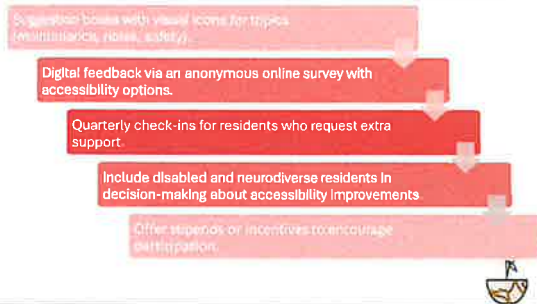 Suggestion boxes with visual icons for topics
(maintenance, noise, safety).
Digital feedback via an anonymous online survey with
accessibility options.
Quarterly check-ins for residents who request extra
support.
Include disabled and neurodiverse residents in
decision-making about accessibility improvements.
Offer stipends or incentives to encourage
participation.